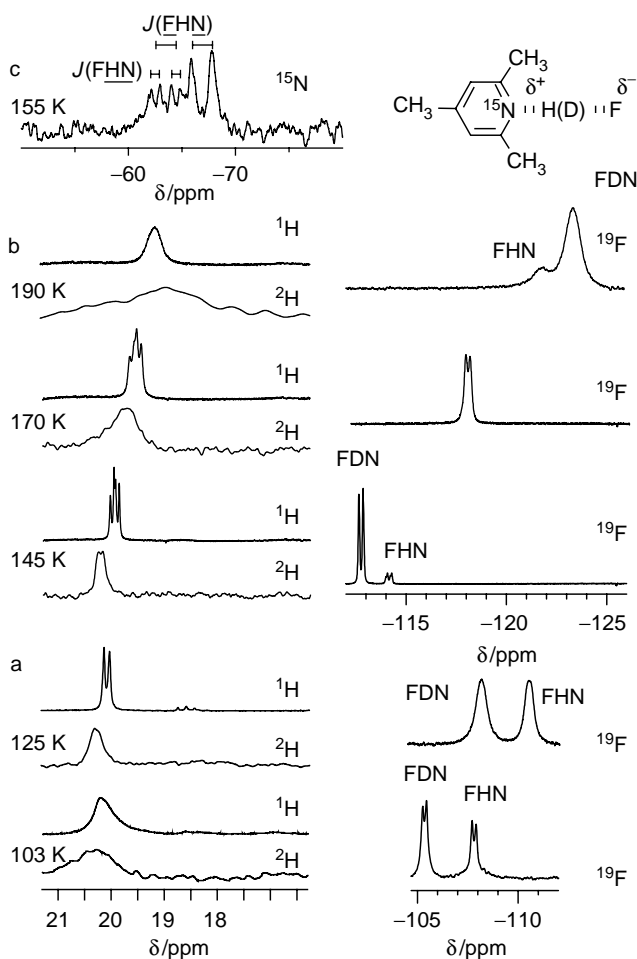 J(FHN)
J(FHN)
c
155 K
15N
−60
−70
δ/ppm
CH3
CH3
CH3
15N
δ+
H(D)
F
δ−
b
1H
190 K
2H
FDN
FHN
19F
1H
170 K
2H
19F
1H
145 K
2H
FDN
FHN
19F
−115
−120
−125
δ/ppm
a
1H
125 K
2H
FDN
FHN
19F
1H
103 K
2H
FDN
FHN
19F
21
20
19
18
δ/ppm
−105
−110
δ/ppm